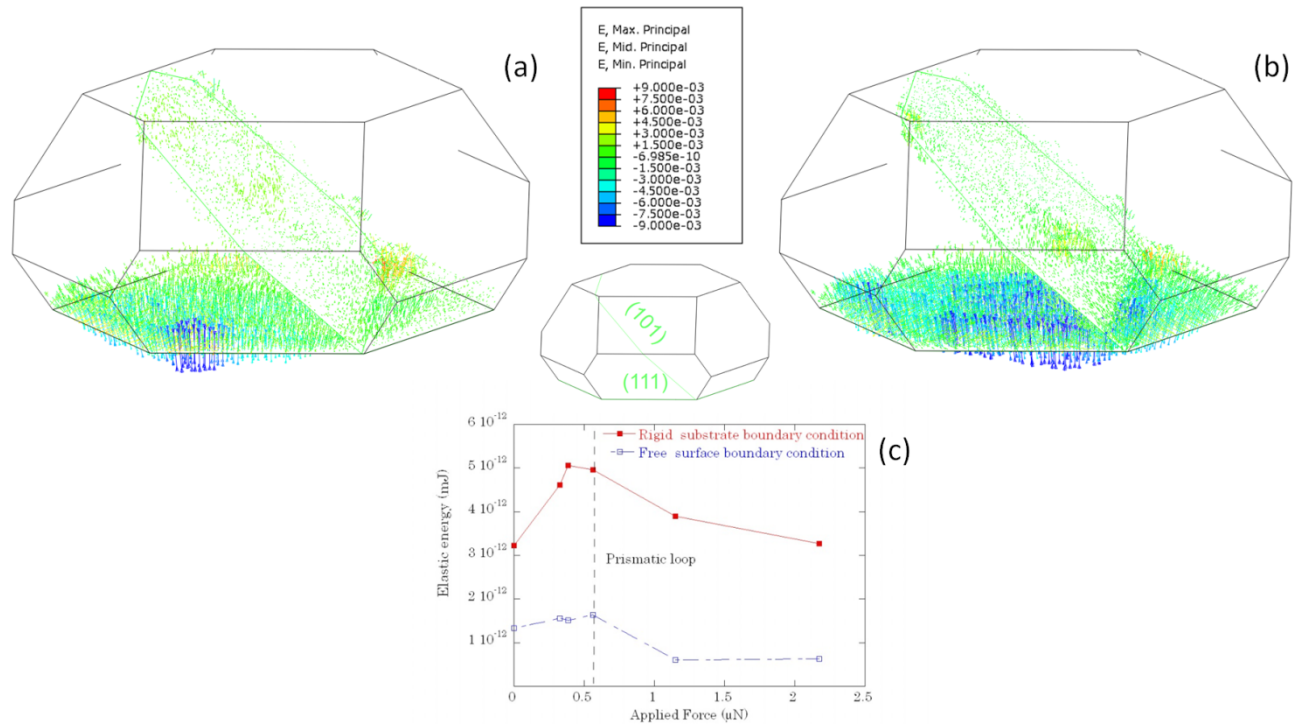 (a)
E, Max. Principal
E, Mid. Principal
E, Min. Principal
+9.000e-03
+7.500e-03
+6.000e-03
+4.500e-03
+3.000e-03
+1.500e-03
-6.985e-10
-1.500e-03
-3.000e-03
-4.500e-03
-6.000e-03
-7.500e-03
-9.000e-03
(b)
(101)
(111)
(c)
6 10⁻¹²
5 10⁻¹²
4 10⁻¹²
3 10⁻¹²
2 10⁻¹²
1 10⁻¹²
Elastic energy (mJ)
Rigid substrate boundary condition
Free surface boundary condition
Prismatic loop
0 0.5 1 1.5 2 2.5
Applied Force (µN)